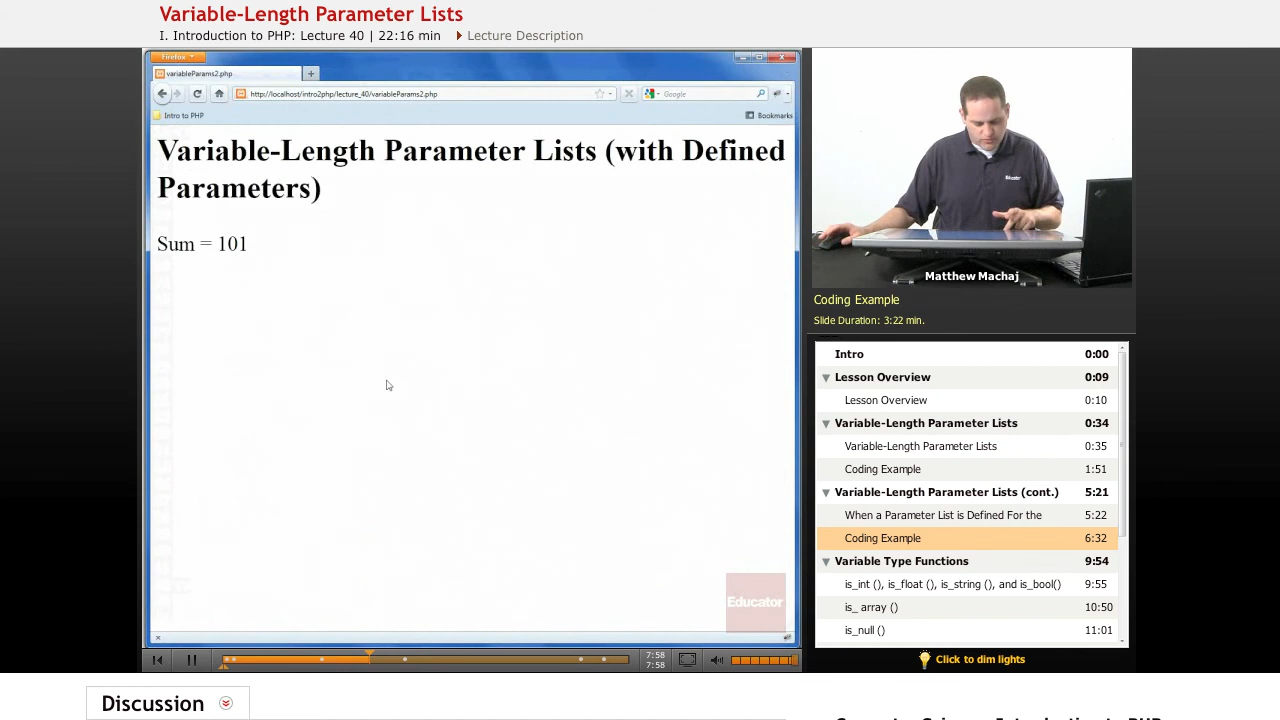 Variable-Length Parameter Lists
I. Introduction to PHP: Lecture 40 | 22:16 min
Lecture Description
Firefox
variableParams2.php
http://localhost/intro2php/lecture_40/variableParams2.php
Google
Intro to PHP
Bookmarks
Variable-Length Parameter Lists (with Defined
Parameters)
Sum = 101
Educator
7:58
7:58
Matthew Machaj
Coding Example
Slide Duration: 3:22 min.
Intro 0:00
Lesson Overview 0:09
Lesson Overview 0:10
Variable-Length Parameter Lists 0:34
Variable-Length Parameter Lists 0:35
Coding Example 1:51
Variable-Length Parameter Lists (cont.) 5:21
When a Parameter List is Defined For the 5:22
Coding Example 6:32
Variable Type Functions 9:54
is_int (), is_float (), is_string (), and is_bool() 9:55
is_ array () 10:50
is_null () 11:01
Click to dim lights
Discussion